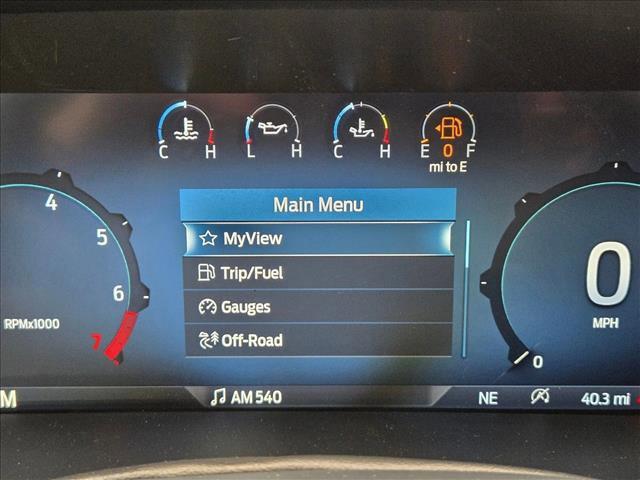 C H L H C H E 0 F
mi to E
Main Menu
MyView
Trip/Fuel
Gauges
Off-Road
4
5
6
7
RPMx1000
0
MPH
0
M
AM 540
NE
40.3 mi